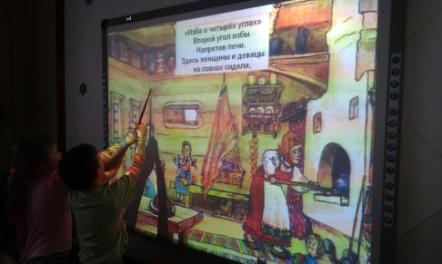 «Изба о четырёх углах»
Второй угол избы
Напротив печи.
Здесь женщины и девицы
на лавках сидели,